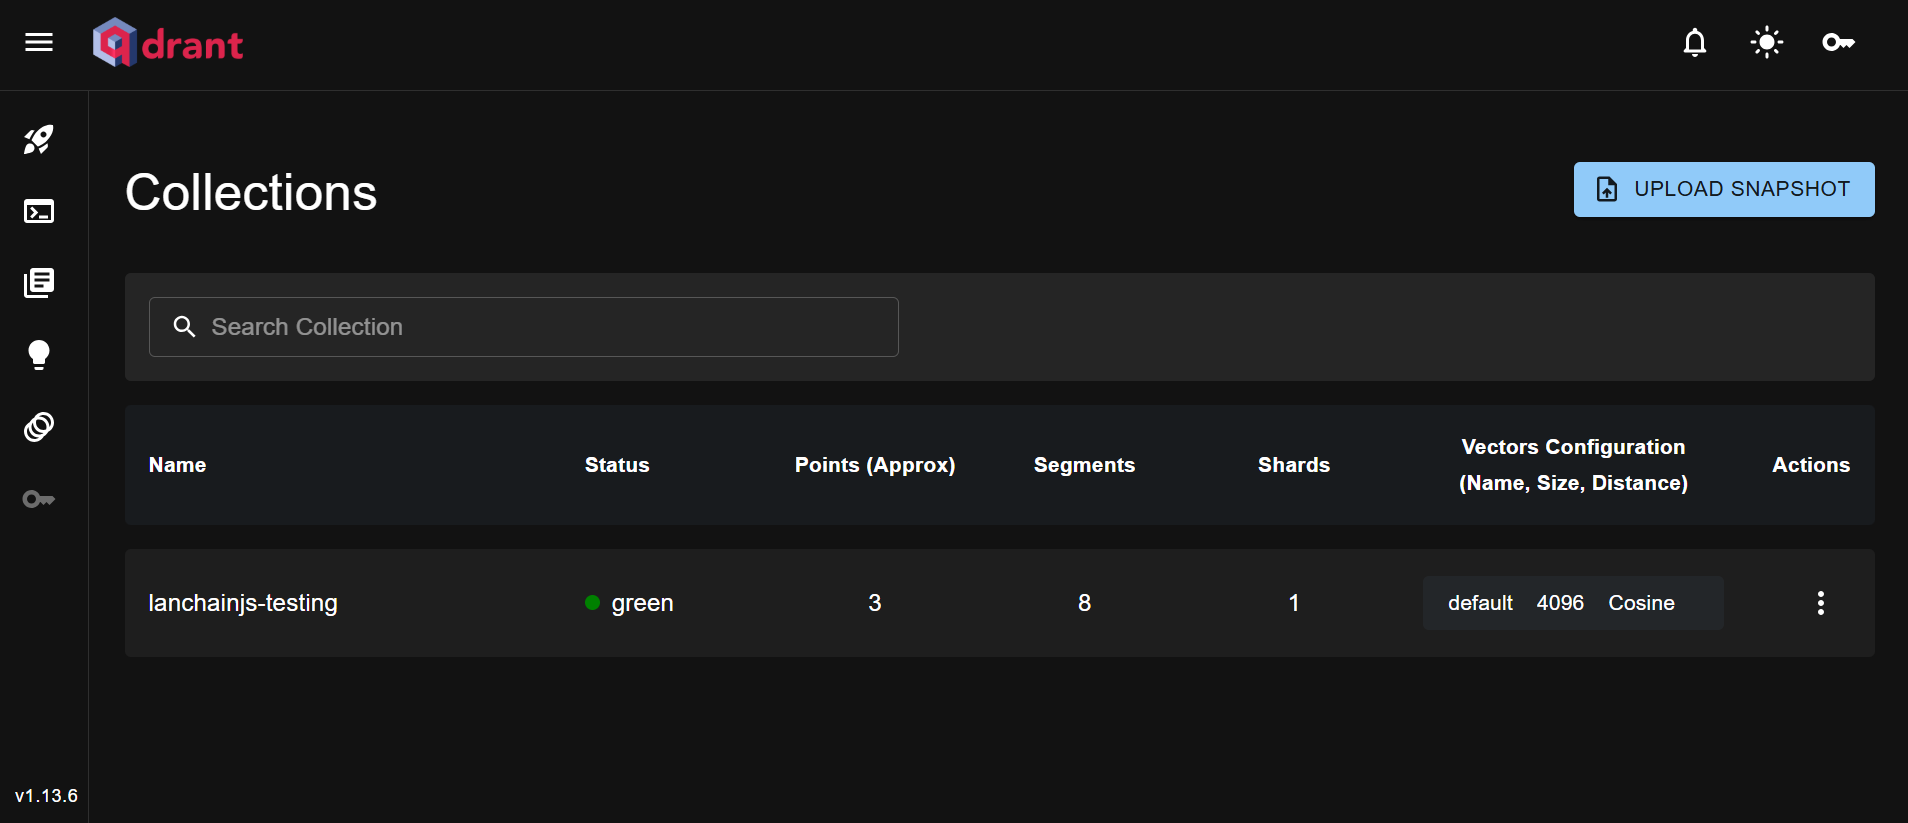 qdrant
Collections
UPLOAD SNAPSHOT
Search Collection
Name Status Points (Approx) Segments Shards Vectors Configuration (Name, Size, Distance) Actions
lanchainjs-testing green 3 8 1 default 4096 Cosine
v1.13.6